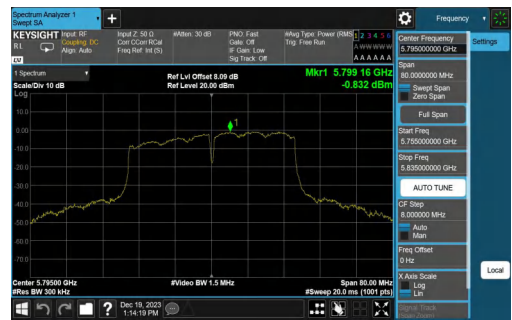 Spectrum Analyzer 1
Swept SA
Frequency
KEYSIGHT
RL
Input: RF
Coupling: DC
Align: Auto
Input Z: 50 Ω
Corr CCorr RCal
Freq Ref: Int (S)
#Atten: 30 dB
PNO: Fast
Gate: Off
IF Gain: Low
Sig Track: Off
#Avg Type: Power (RMS
Trig: Free Run
1 2 3 4 5 6
A W W W W W
A A A A A A
LV
1 Spectrum
Scale/Div 10 dB
Log
Ref Lvl Offset 8.09 dB
Ref Level 20.00 dBm
Mkr1 5.799 16 GHz
-0.832 dBm
10.0
0.00
-10.0
-20.0
-30.0
-40.0
-50.0
-60.0
-70.0
1
Center 5.79500 GHz
#Res BW 300 kHz
#Video BW 1.5 MHz
Span 80.00 MHz
#Sweep 20.0 ms (1001 pts)
Dec 19, 2023
1:14:19 PM
Center Frequency
5.795000000 GHz
Span
80.0000000 MHz
Swept Span
Zero Span
Full Span
Start Freq
5.755000000 GHz
Stop Freq
5.835000000 GHz
AUTO TUNE
CF Step
8.000000 MHz
Auto
Man
Freq Offset
0 Hz
X Axis Scale
Log
Lin
Signal Track
Settings
Local